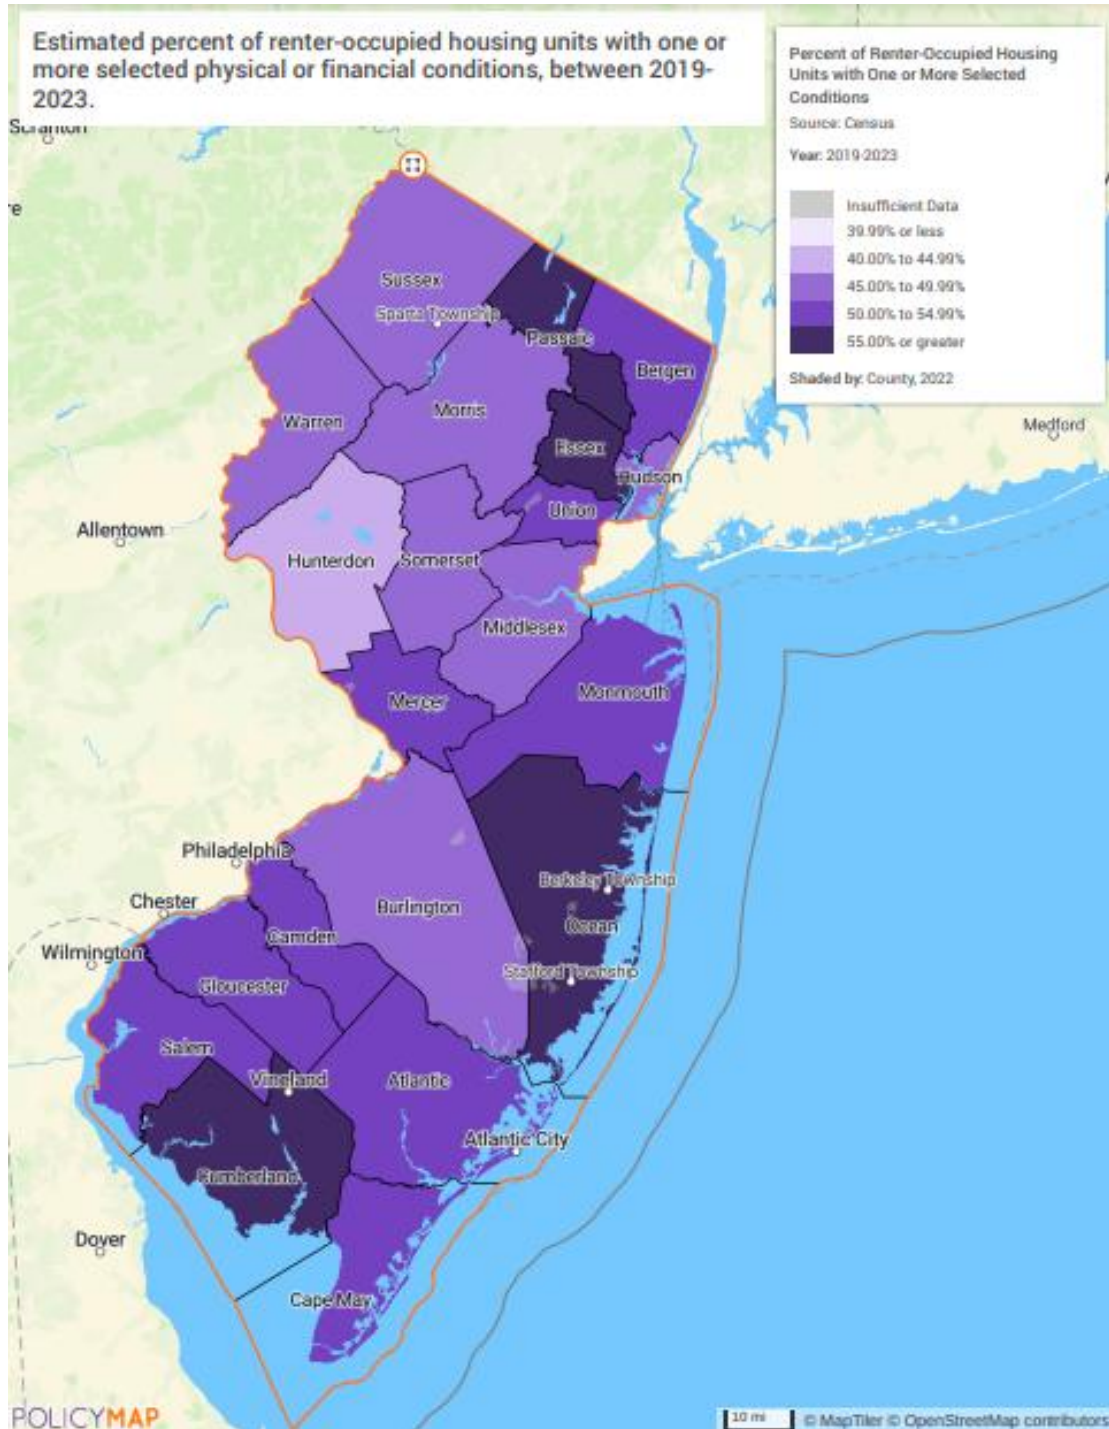 Estimated percent of renter-occupied housing units with one or
more selected physical or financial conditions, between 2019-
2023.
Percent of Renter-Occupied Housing
Units with One or More Selected
Conditions
Source: Census
Year: 2019-2023
Insufficient Data
39.99% or less
40.00% to 44.99%
45.00% to 49.99%
50.00% to 54.99%
55.00% or greater
Shaded by: County, 2022
Scranton
re
Sussex
Sparta Township
Passaic
Bergen
Morris
Warren
Essex
Medford
Hudson
Union
Allentown
Hunterdon
Somerset
Middlesex
Monmouth
Mercer
Philadelphia
Berkeley Township
Chester
Burlington
Ocean
Camden
Wilmington
Stafford Township
Gloucester
Salem
Vineland
Atlantic
Atlantic City
Cumberland
Dover
Cape May
POLICYMAP
10 mi
© MapTiler © OpenStreetMap contributors